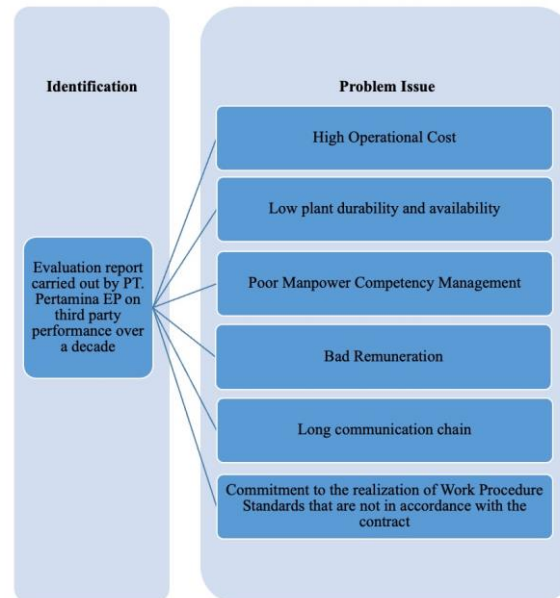 Identification
Problem Issue
High Operational Cost
Low plant durability and availability
Evaluation report
carried out by PT.
Pertamina EP on
third party
performance over
a decade
Poor Manpower Competency Management
Bad Remuneration
Long communication chain
Commitment to the realization of Work Procedure
Standards that are not in accordance with the
contract